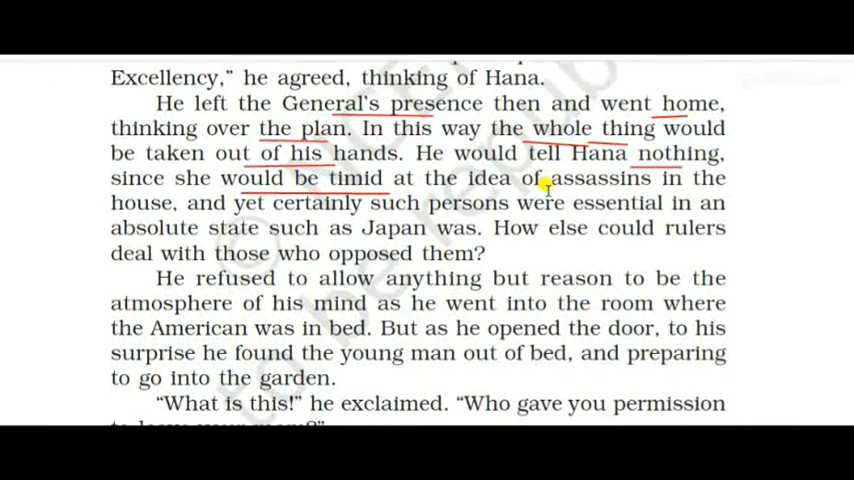 Excellency,” he agreed, thinking of Hana.
He left the General’s presence then and went home,
thinking over the plan. In this way the whole thing would
be taken out of his hands. He would tell Hana nothing,
since she would be timid at the idea of assassins in the
house, and yet certainly such persons were essential in an
absolute state such as Japan was. How else could rulers
deal with those who opposed them?
He refused to allow anything but reason to be the
atmosphere of his mind as he went into the room where
the American was in bed. But as he opened the door, to his
surprise he found the young man out of bed, and preparing
to go into the garden.
“What is this!” he exclaimed. “Who gave you permission